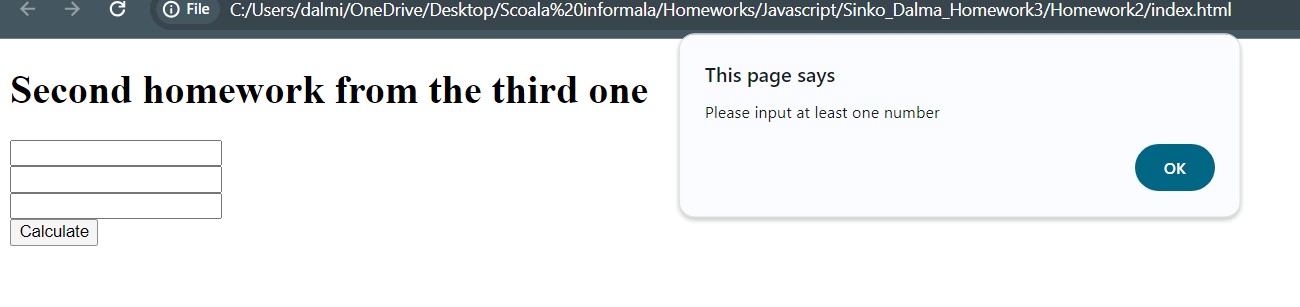 File C:/Users/dalmi/OneDrive/Desktop/Scoala%20informala/Homeworks/Javascript/Sinko_Dalma_Homework3/Homework2/index.html
This page says
Please input at least one number
OK
Second homework from the third one
Calculate